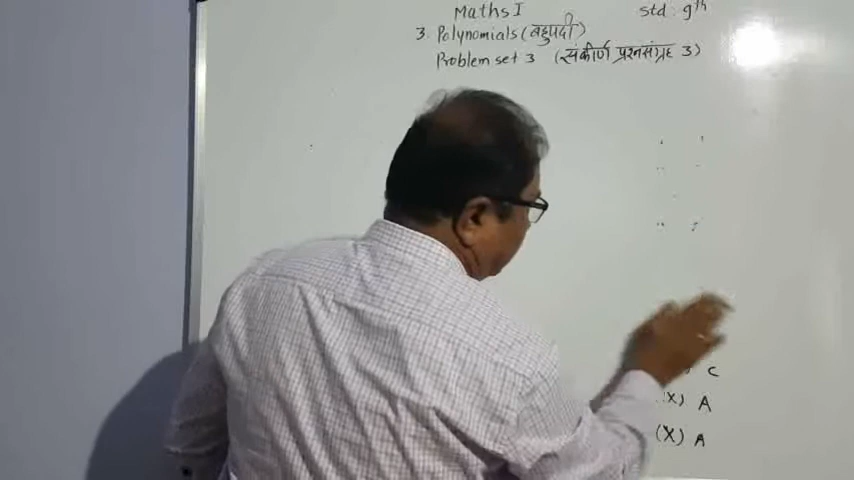 Maths I
Std : 9th
3. Polynomials (बहुपदी)
Problem set 3 (संकीर्ण प्रश्नसंग्रह 3)
) C
(X) A
(X) A